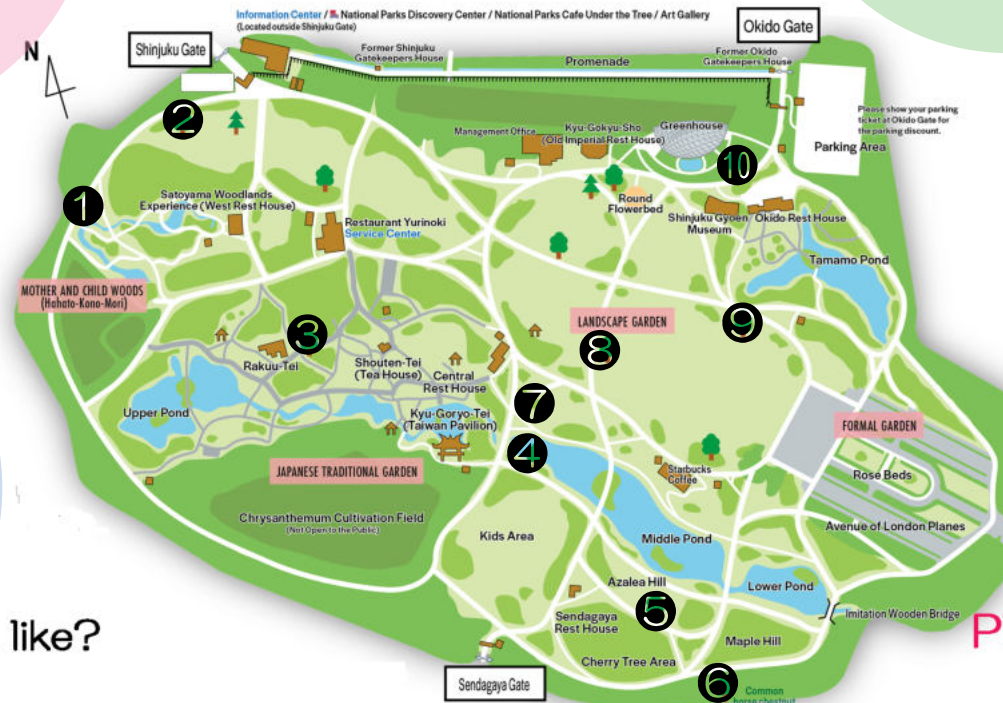 Information Center / National Parks Discovery Center / National Parks Cafe Under the Tree / Art Gallery
(Located outside Shinjuku Gate)
N
Shinjuku Gate
Former Shinjuku
Gatekeepers House
Promenade
Former Okido
Gatekeepers House
Okido Gate
Please show your parking
ticket at Okido Gate for
the parking discount.
Parking Area
2
Management Office
Kyu-Gokyu-Sho
(Old Imperial Rest House)
Greenhouse
10
1
Satoyama Woodlands
Experience (West Rest House)
Restaurant Yurinoki
Service Center
Round
Flowerbed
Shinjuku Gyoen
Museum
Okido Rest House
Tamamo Pond
MOTHER AND CHILD WOODS
(Hahato-Kono-Mori)
3
LANDSCAPE GARDEN
8
9
Rakuu-Tei
Shouten-Tei
(Tea House)
Central
Rest House
Upper Pond
Kyu-Goryo-Tei
(Taiwan Pavilion)
7
4
FORMAL GARDEN
JAPANESE TRADITIONAL GARDEN
Starbucks
Coffee
Rose Beds
Chrysanthemum Cultivation Field
(Not Open to the Public)
Kids Area
Middle Pond
Avenue of London Planes
Azalea Hill
Lower Pond
5
Sendagaya
Rest House
Imitation Wooden Bridge
like?
Maple Hill
P
Cherry Tree Area
Sendagaya Gate
6
Common
horse chestnut